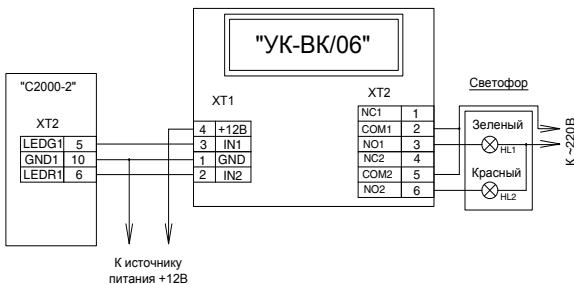 "УК-ВК/06"
"С2000-2"
XT2
LEDG1 5
GND1 10
LEDR1 6
XT1
4 +12В
3 IN1
1 GND
2 IN2
XT2
NC1 1
COM1 2
NO1 3
NC2 4
COM2 5
NO2 6
Светофор
Зеленый
HL1
Красный
HL2
К ~220В
К источнику
питания +12В